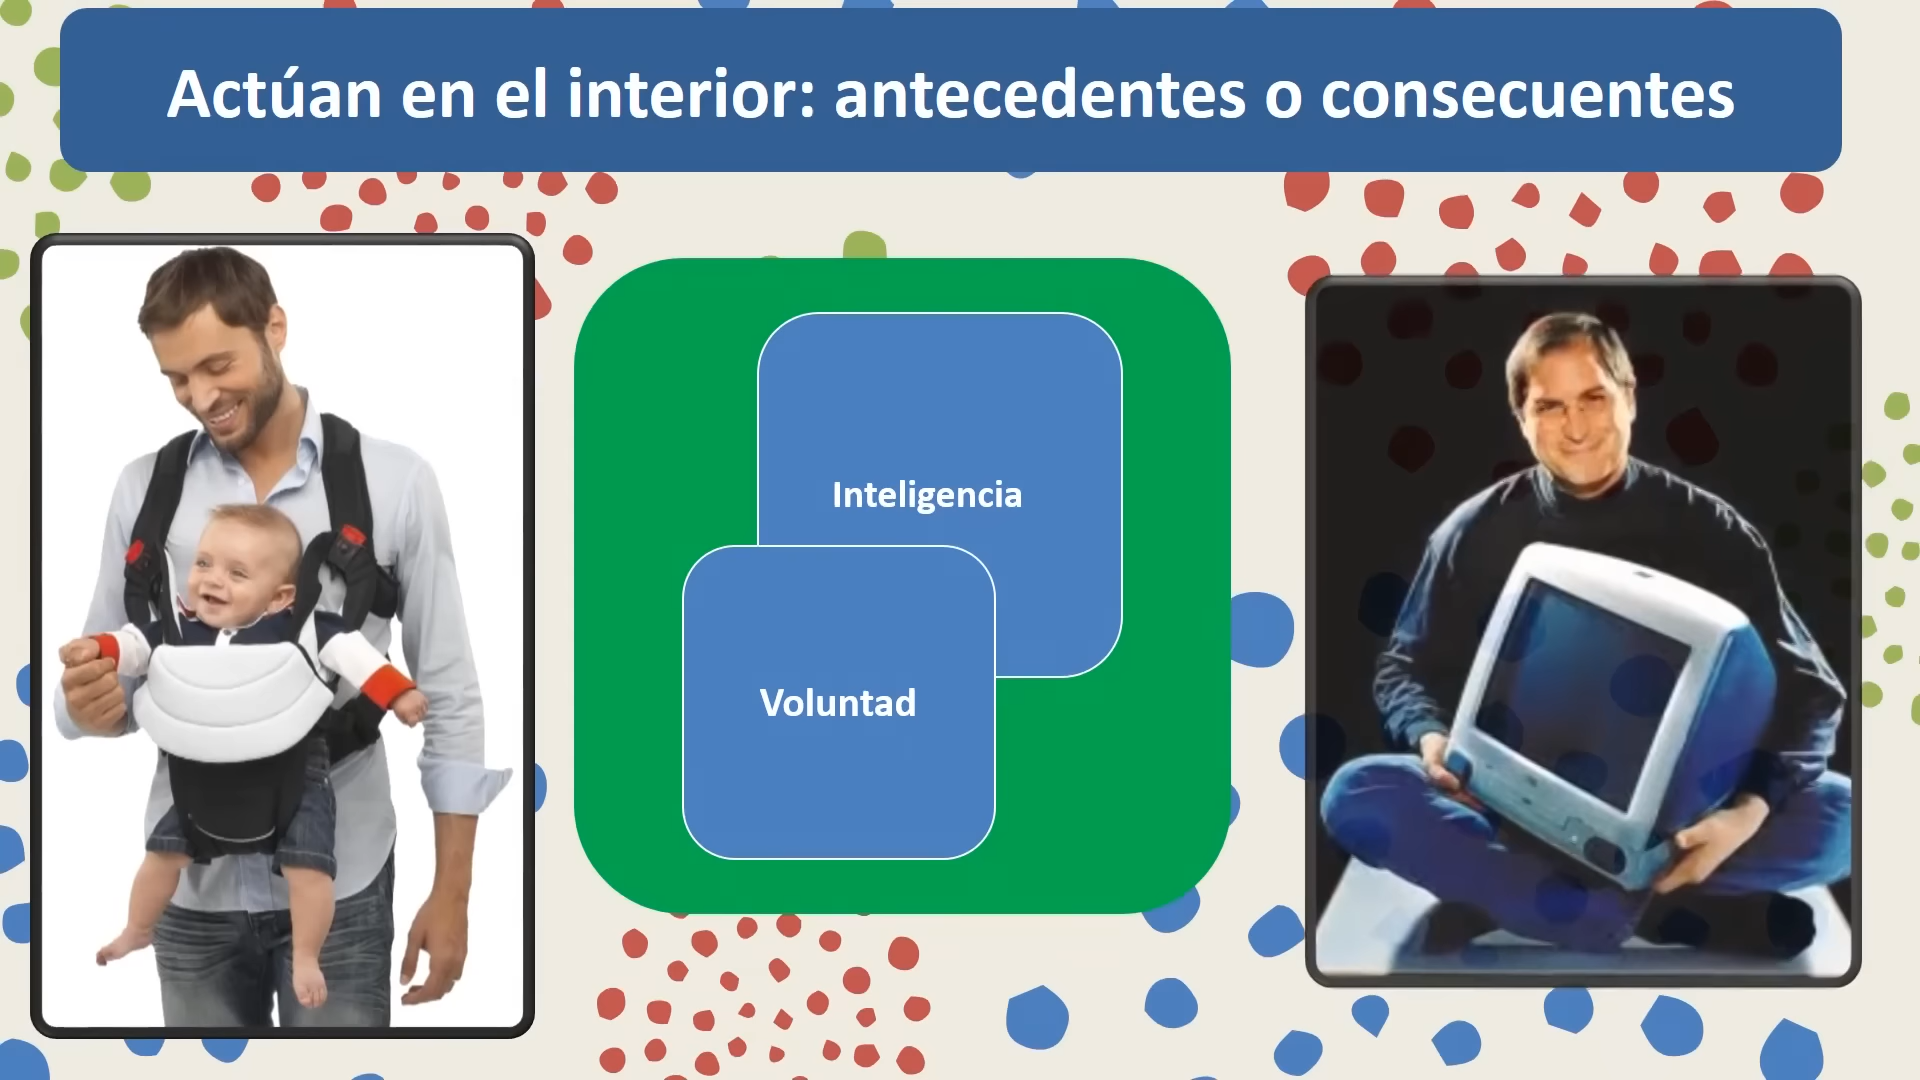 Actúan en el interior: antecedentes o consecuentes
Inteligencia
Voluntad